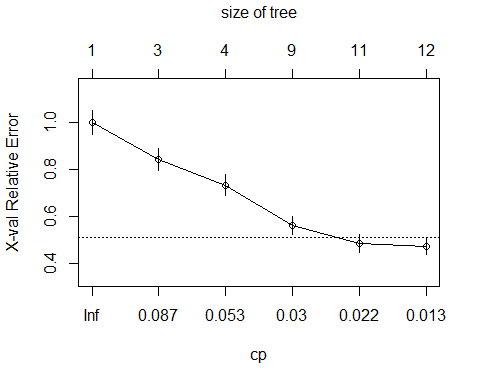 size of tree
1 3 4 9 11 12
X-val Relative Error
1.0
0.8
0.6
0.4
Inf 0.087 0.053 0.03 0.022 0.013
cp